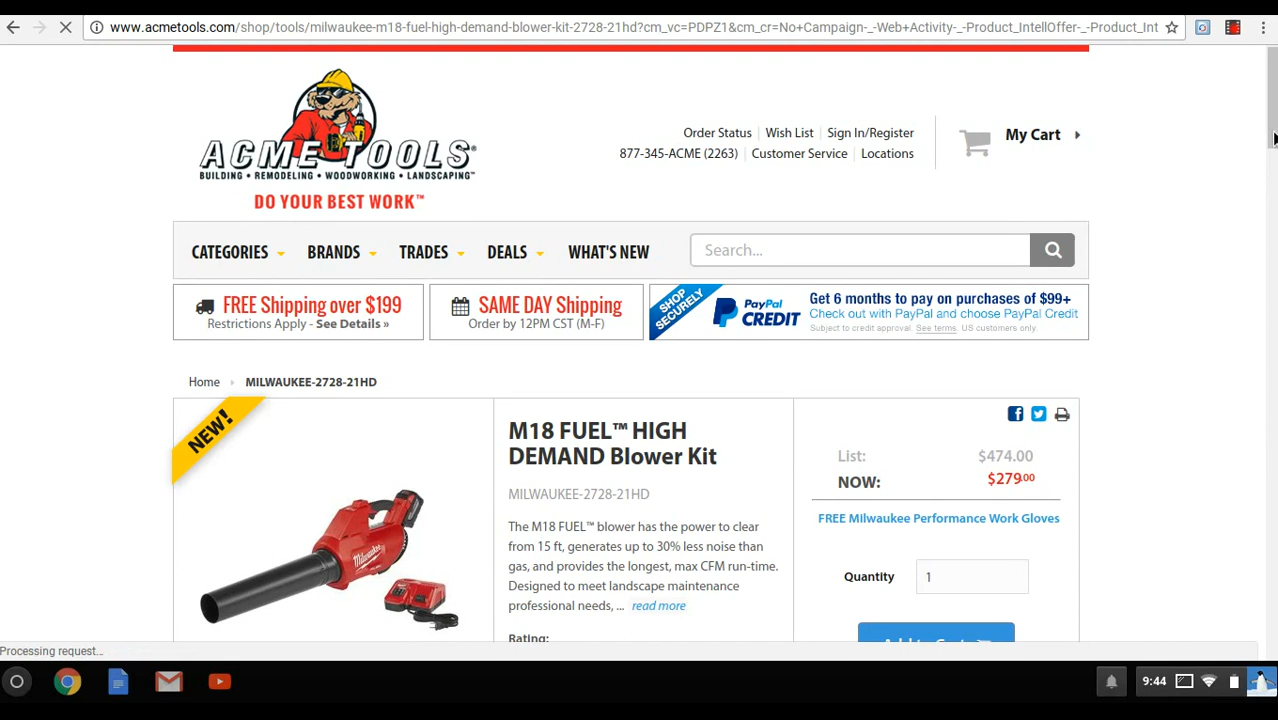 www.acmetools.com/shop/tools/milwaukee-m18-fuel-high-demand-blower-kit-2728-21hd?cm_vc=PDPZ1&cm_cr=No+Campaign-_-Web+Activity-_-Product_IntellOffer-_-Product_Int
ACME TOOLS®
BUILDING • REMODELING • WOODWORKING • LANDSCAPING™
DO YOUR BEST WORK™
Order Status | Wish List | Sign In/Register
877-345-ACME (2263) | Customer Service | Locations
My Cart
CATEGORIES BRANDS TRADES DEALS WHAT'S NEW
Search...
FREE Shipping over $199
Restrictions Apply - See Details »
SAME DAY Shipping
Order by 12PM CST (M-F)
SHOP SECURELY
PayPal CREDIT
Get 6 months to pay on purchases of $99+
Check out with PayPal and choose PayPal Credit
Subject to credit approval. See terms. US customers only.
Home MILWAUKEE-2728-21HD
NEW!
Milwaukee
M18 FUEL™ HIGH
DEMAND Blower Kit
MILWAUKEE-2728-21HD
The M18 FUEL™ blower has the power to clear
from 15 ft, generates up to 30% less noise than
gas, and provides the longest, max CFM run-time.
Designed to meet landscape maintenance
professional needs, ... read more
Rating:
List: $474.00
NOW: $279.00
FREE Milwaukee Performance Work Gloves
Quantity 1
Add to Cart
Processing request...
9:44